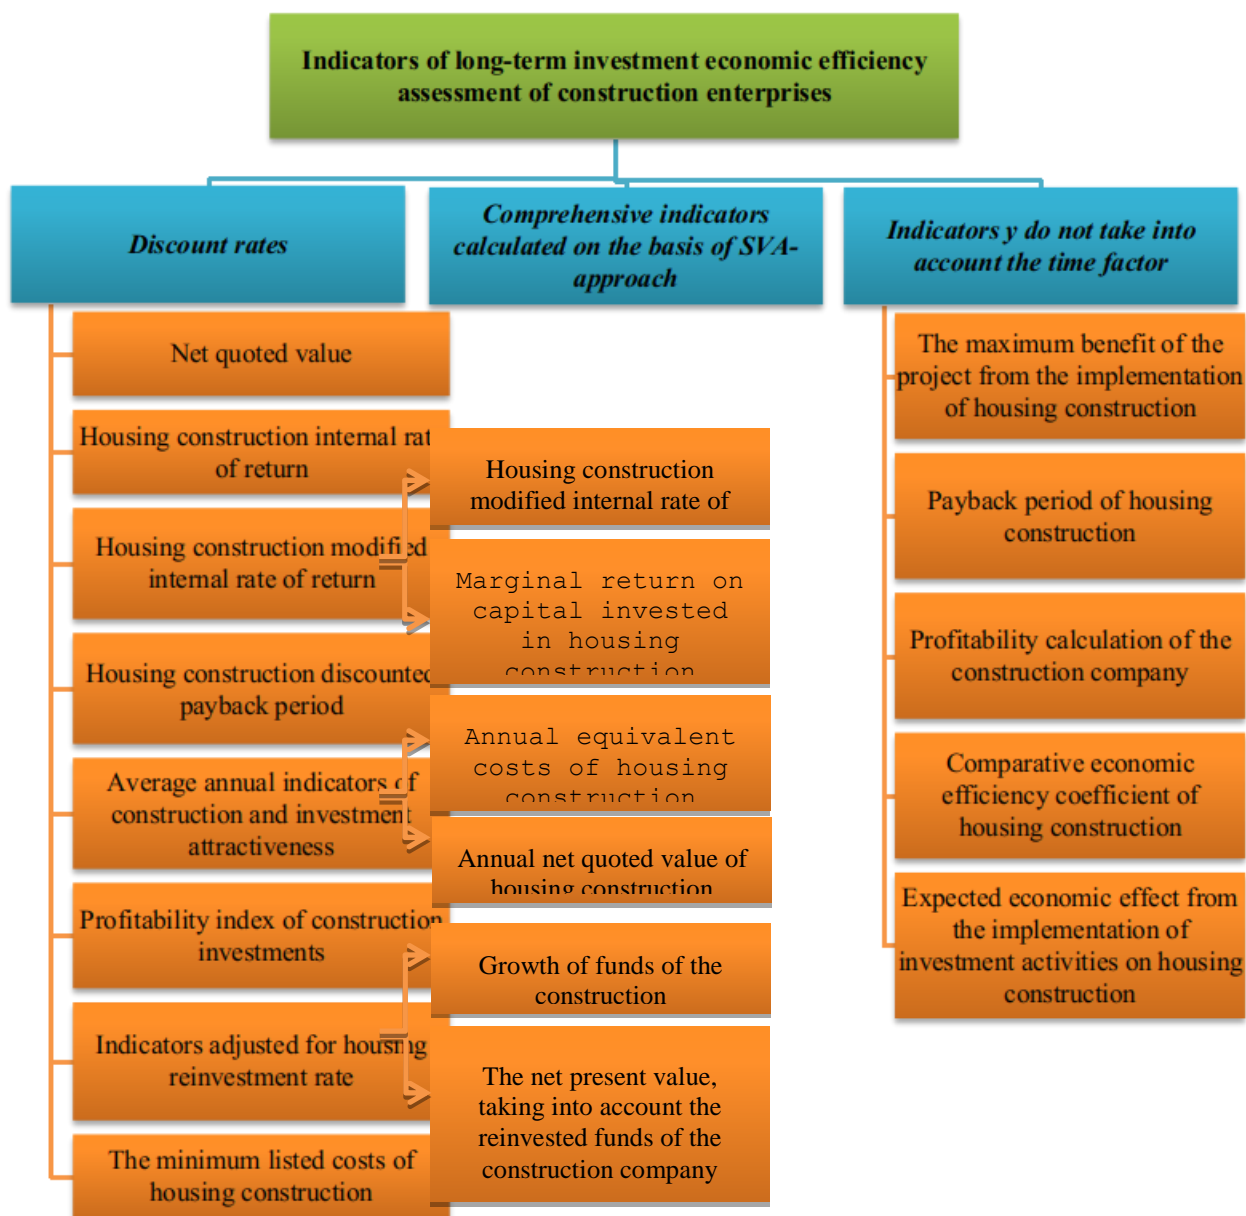 Indicators of long-term investment economic efficiency
assessment of construction enterprises
Discount rates
Comprehensive indicators
calculated on the basis of SVA-
approach
Indicators y do not take into
account the time factor
Net quoted value
Housing construction internal rat
of return
Housing construction modified
internal rate of return
Housing construction discounted
payback period
Average annual indicators of
construction and investment
attractiveness
Profitability index of construction
investments
Indicators adjusted for housing
reinvestment rate
The minimum listed costs of
housing construction
Housing construction
modified internal rate of
Marginal return on
capital invested
in housing
construction
Annual equivalent
costs of housing
construction
Annual net quoted value of
housing construction
Growth of funds of the
construction
The net present value,
taking into account the
reinvested funds of the
construction company
The maximum benefit of the
project from the implementation
of housing construction
Payback period of housing
construction
Profitability calculation of the
construction company
Comparative economic
efficiency coefficient of
housing construction
Expected economic effect from
the implementation of
investment activities on housing
construction